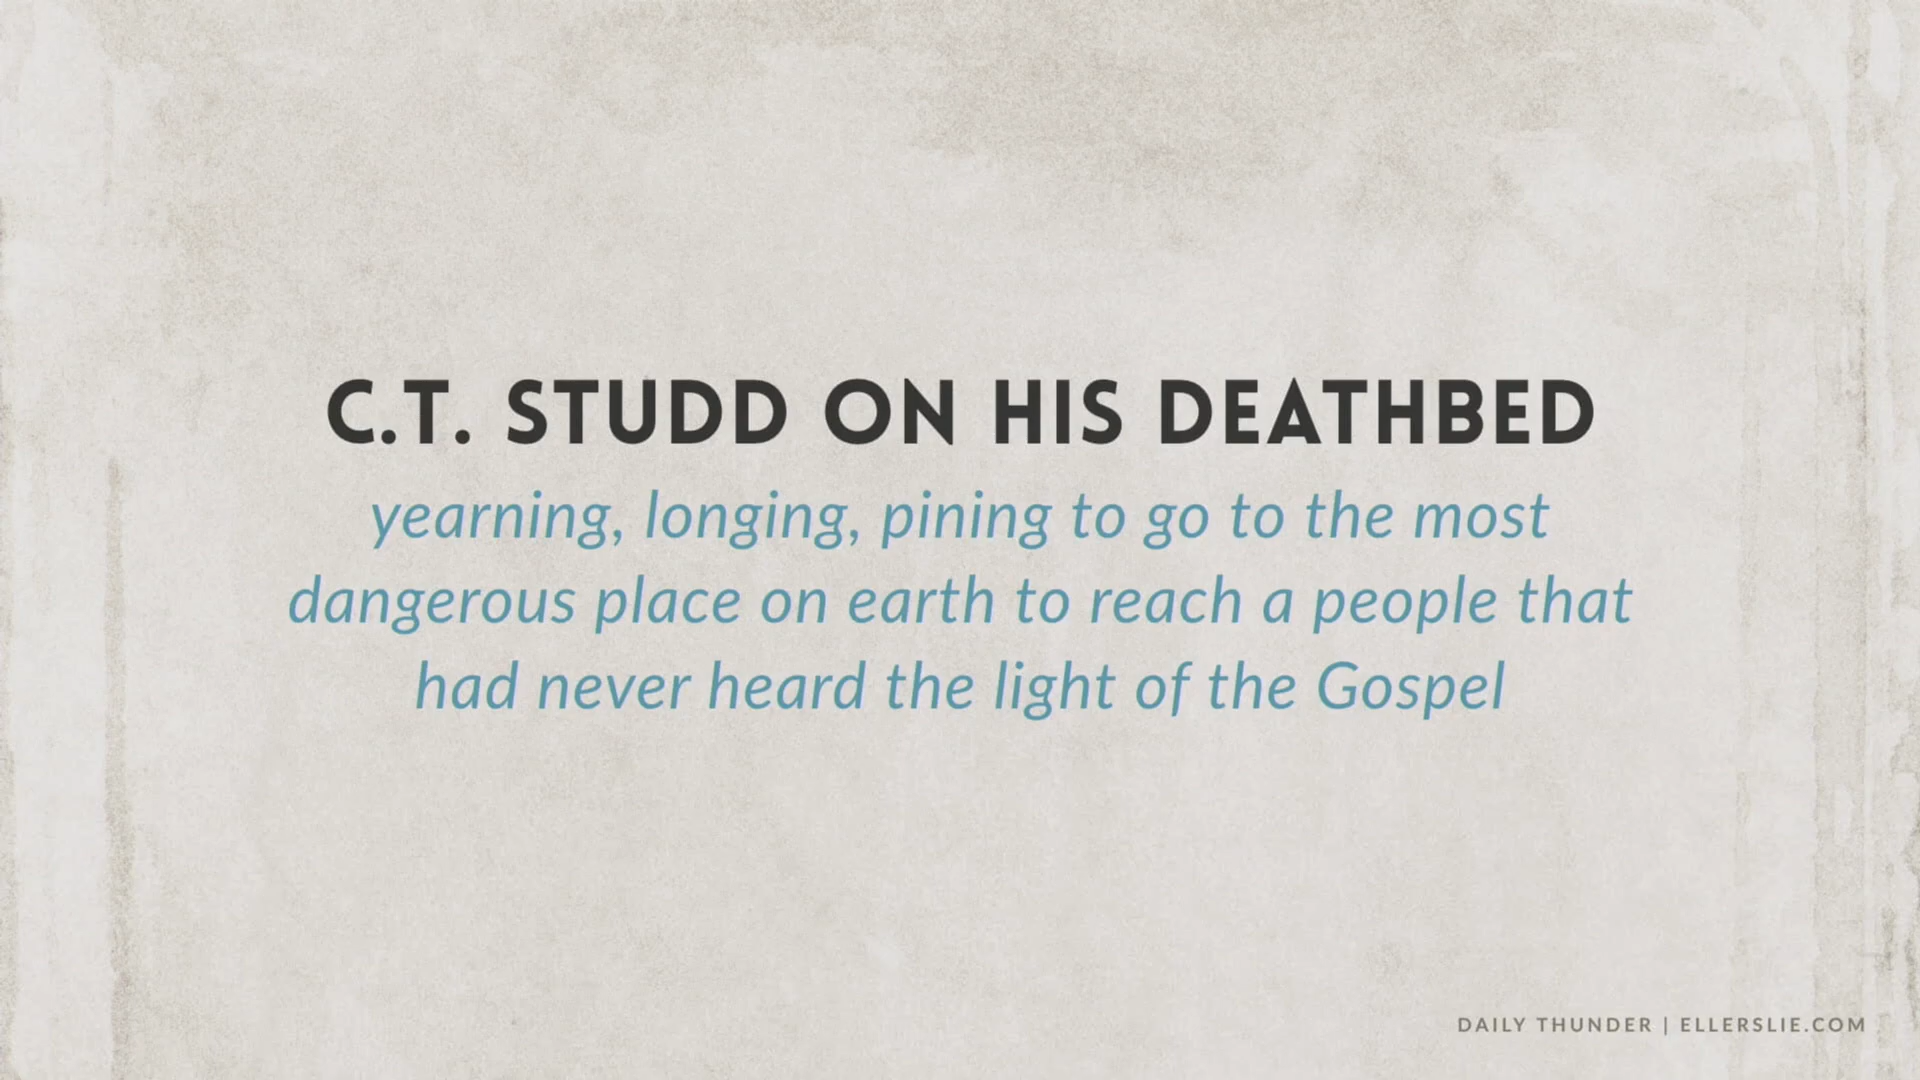 C.T. STUDD ON HIS DEATHBED
yearning, longing, pining to go to the most
dangerous place on earth to reach a people that
had never heard the light of the Gospel
DAILY THUNDER | ELLERSLIE.COM